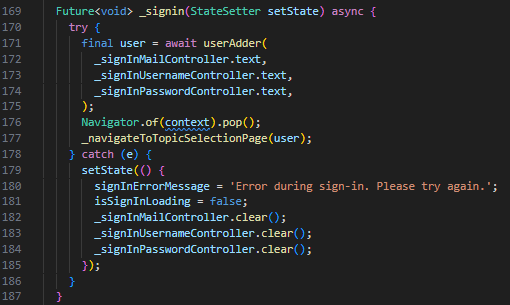 169 Future<void> _signin(StateSetter setState) async {
170 try {
171 final user = await userAdder(
172 _signInMailController.text,
173 _signInUsernameController.text,
174 _signInPasswordController.text,
175 );
176 Navigator.of(context).pop();
177 _navigateToTopicSelectionPage(user);
178 } catch (e) {
179 setState(() {
180 signInErrorMessage = 'Error during sign-in. Please try again.';
181 isSignInLoading = false;
182 _signInMailController.clear();
183 _signInUsernameController.clear();
184 _signInPasswordController.clear();
185 });
186 }
187 }